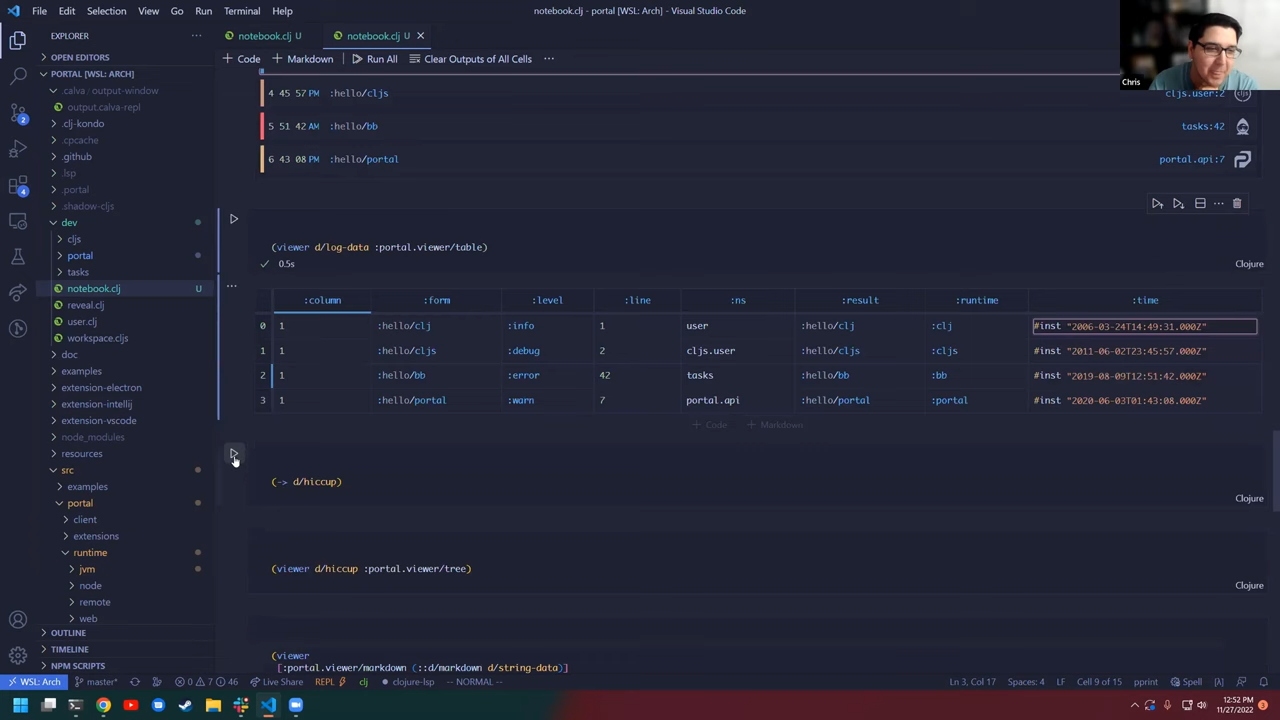 File Edit Selection View Go Run Terminal Help
notebook.clj - portal [WSL: Arch] - Visual Studio Code
Chris
EXPLORER
OPEN EDITORS
PORTAL [WSL: ARCH]
.calva / output-window
output.calva-repl
.clj-kondo
.cpcache
.github
.lsp
.portal
.shadow-cljs
dev
cljs
portal
tasks
notebook.clj U
reveal.clj
user.clj
workspace.cljs
doc
examples
extension-electron
extension-intellij
extension-vscode
node_modules
resources
src
examples
portal
client
extensions
runtime
jvm
node
remote
web
OUTLINE
TIMELINE
NPM SCRIPTS
2
4
notebook.clj U
notebook.clj U
Code Markdown Run All Clear Outputs of All Cells
4 45 57 PM :hello/cljs cljs.user:2
cljs
5 51 42 AM :hello/bb tasks:42
6 43 08 PM :hello/portal portal.api:7
(viewer d/log-data :portal.viewer/table)
0.5s
Clojure
:column :form :level :line :ns :result :runtime :time
0 1 :hello/clj :info 1 user :hello/clj :clj #inst "2006-03-24T14:49:31.000Z"
1 1 :hello/cljs :debug 2 cljs.user :hello/cljs :cljs #inst "2011-06-02T23:45:57.000Z"
2 1 :hello/bb :error 42 tasks :hello/bb :bb #inst "2019-08-09T12:51:42.000Z"
3 1 :hello/portal :warn 7 portal.api :hello/portal :portal #inst "2020-06-03T01:43:08.000Z"
Code Markdown
(-> d/hiccup)
Clojure
(viewer d/hiccup :portal.viewer/tree)
Clojure
(viewer
[:portal.viewer/markdown (::d/markdown d/string-data)]
WSL: Arch master* 0 7 46 Live Share REPL clj clojure-lsp -- NORMAL -- Ln 3, Col 17 Spaces: 4 LF Cell 9 of 15 pprint Spell
12:52 PM
11/27/2022
3